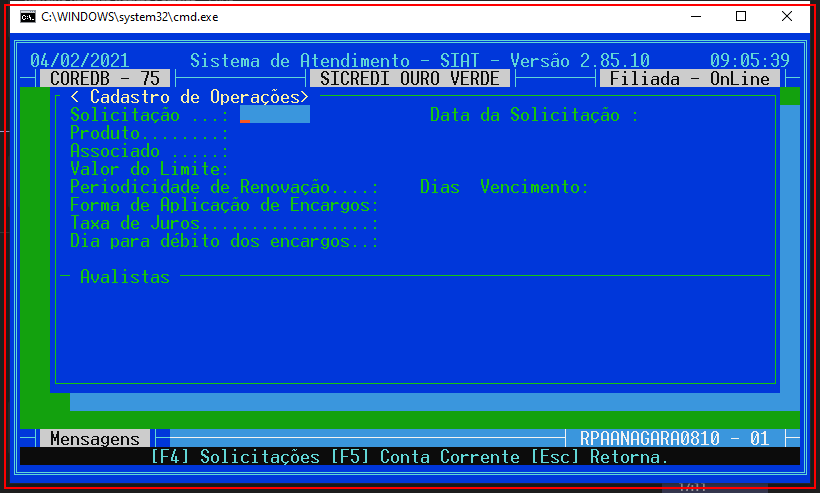 C:\WINDOWS\system32\cmd.exe
04/02/2021 Sistema de Atendimento - SIAT - Versão 2.85.10 09:05:39
COREDB - 75 SICREDI OURO VERDE Filiada - OnLine
< Cadastro de Operações>
Solicitação ...: Data da Solicitação :
Produto........:
Associado .....:
Valor do Limite:
Periodicidade de Renovação....: Dias Vencimento:
Forma de Aplicação de Encargos:
Taxa de Juros.................:
Dia para débito dos encargos..:
Avalistas
Mensagens RPAANAGARA0810 - 01
[F4] Solicitações [F5] Conta Corrente [Esc] Retorna.